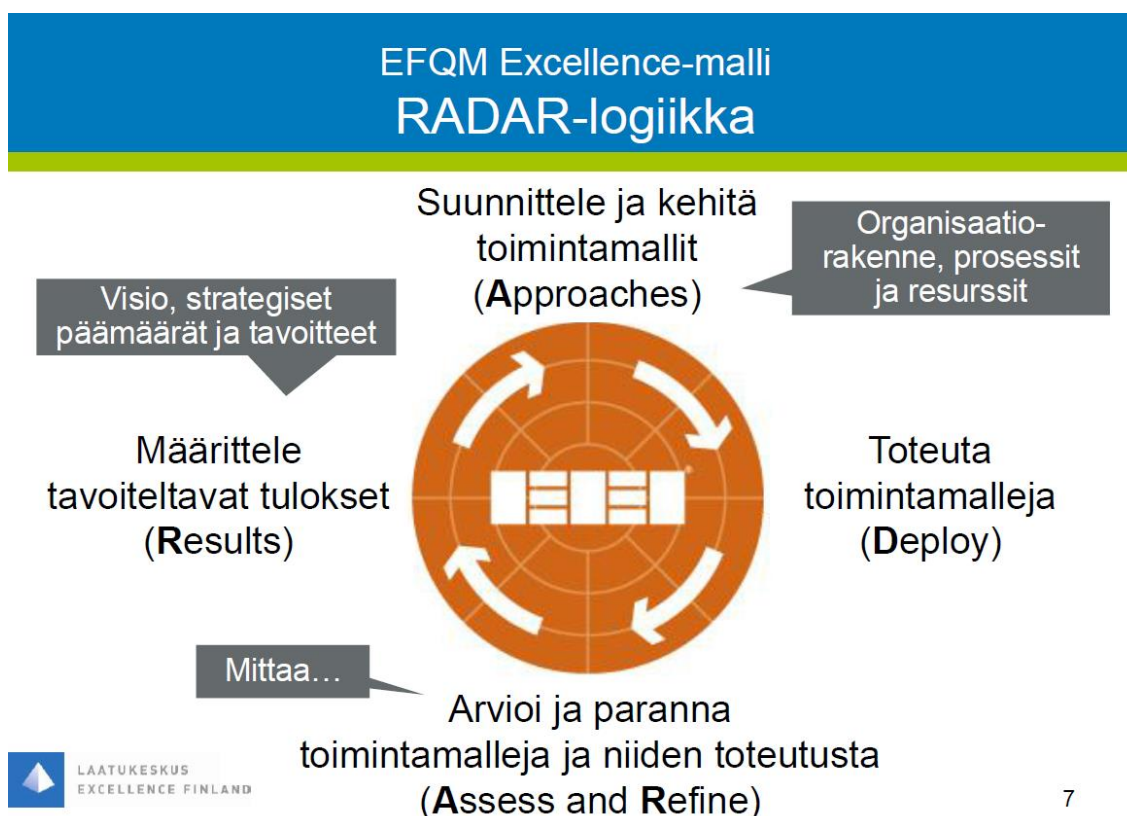 EFQM Excellence-malli
RADAR-logiikka
Suunnittele ja kehitä
toimintamallit
(Approaches)
Organisaatio-
rakenne, prosessit
ja resurssit
Visio, strategiset
päämäärät ja tavoitteet
Määrittele
tavoiteltavat tulokset
(Results)
Toteuta
toimintamalleja
(Deploy)
Mittaa…
Arvioi ja paranna
toimintamalleja ja niiden toteutusta
(Assess and Refine)
LAATUKESKUS
EXCELLENCE FINLAND
7